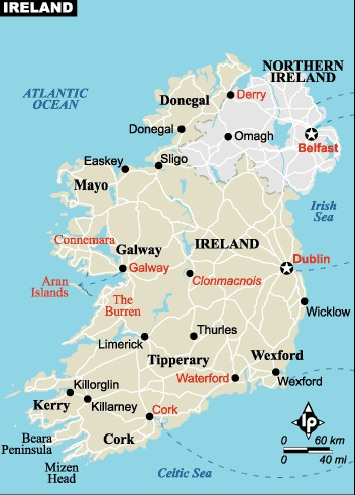 IRELAND
NORTHERN
IRELAND
ATLANTIC
OCEAN
Donegal
Derry
Donegal
Omagh
Belfast
Easkey
Sligo
Mayo
Irish
Sea
Connemara
Galway
IRELAND
Dublin
Galway
Clonmacnois
Aran
Islands
The
Burren
Wicklow
Limerick
Thurles
Tipperary
Wexford
Waterford
Wexford
Killorglin
Kerry
Killarney
Cork
Beara
Peninsula
Cork
Mizen
Head
Celtic Sea
lp
0 60 km
0 40 mi